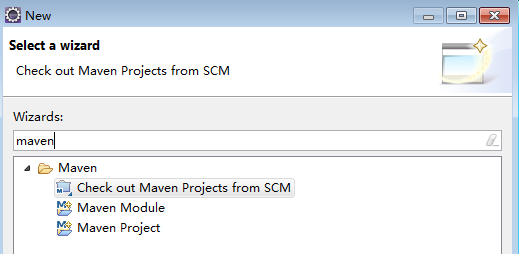 New
Select a wizard
Check out Maven Projects from SCM
Wizards:
maven
Maven
Check out Maven Projects from SCM
Maven Module
Maven Project